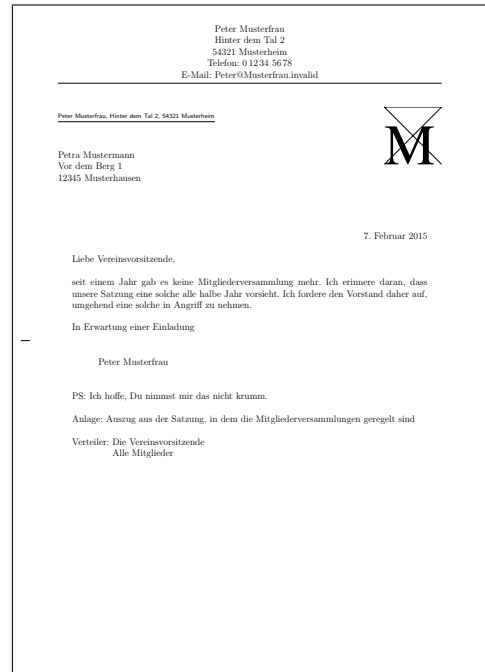 Peter Musterfrau
Hinter dem Tal 2
54321 Musterheim
Telefon: 0 12 34 56 78
E-Mail: Peter@Musterfrau.invalid
Peter Musterfrau, Hinter dem Tal 2, 54321 Musterheim
M
Petra Mustermann
Vor dem Berg 1
12345 Musterhausen
7. Februar 2015
Liebe Vereinsvorsitzende,
seit einem Jahr gab es keine Mitgliederversammlung mehr. Ich erinnere daran, dass
unsere Satzung eine solche alle halbe Jahr vorsieht. Ich fordere den Vorstand daher auf,
umgehend eine solche in Angriff zu nehmen.
In Erwartung einer Einladung
Peter Musterfrau
PS: Ich hoffe, Du nimmst mir das nicht krumm.
Anlage: Auszug aus der Satzung, in dem die Mitgliederversammlungen geregelt sind
Verteiler: Die Vereinsvorsitzende
Alle Mitglieder